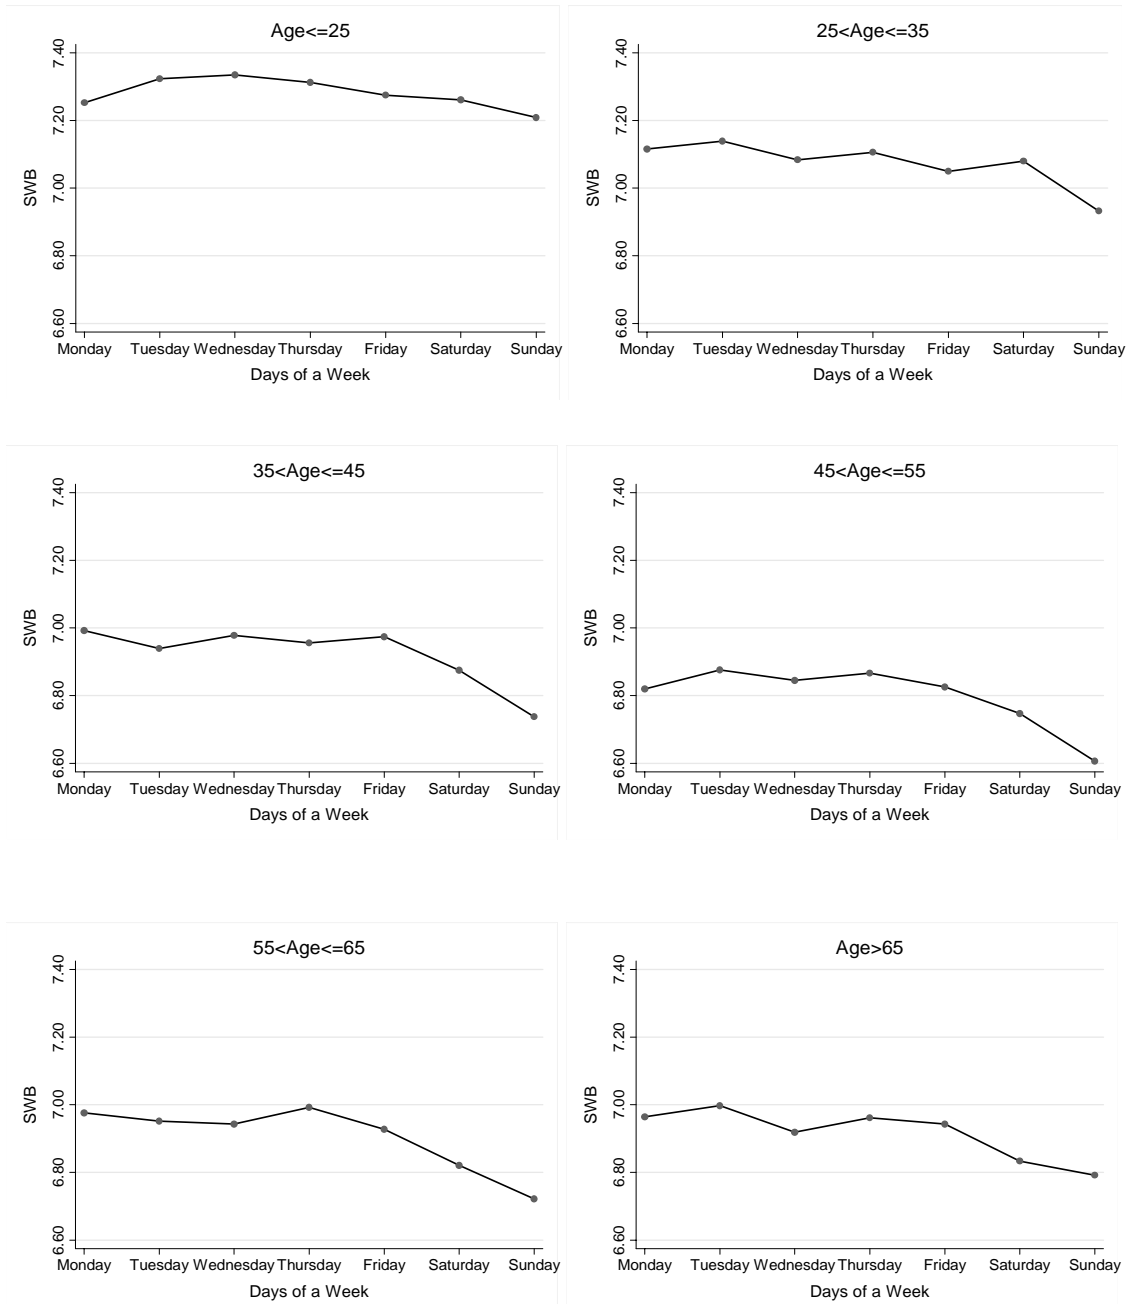 Age<=25
SWB
7.40
7.20
7.00
6.80
6.60
Monday Tuesday Wednesday Thursday Friday Saturday Sunday
Days of a Week
25<Age<=35
SWB
7.40
7.20
7.00
6.80
6.60
Monday Tuesday Wednesday Thursday Friday Saturday Sunday
Days of a Week
35<Age<=45
SWB
7.40
7.20
7.00
6.80
6.60
Monday Tuesday Wednesday Thursday Friday Saturday Sunday
Days of a Week
45<Age<=55
SWB
7.40
7.20
7.00
6.80
6.60
Monday Tuesday Wednesday Thursday Friday Saturday Sunday
Days of a Week
55<Age<=65
SWB
7.40
7.20
7.00
6.80
6.60
Monday Tuesday Wednesday Thursday Friday Saturday Sunday
Days of a Week
Age>65
SWB
7.40
7.20
7.00
6.80
6.60
Monday Tuesday Wednesday Thursday Friday Saturday Sunday
Days of a Week